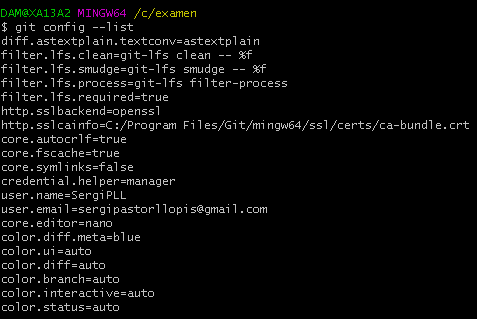 DAM@XA13A2 MINGW64 /c/examen
$ git config --list
diff.astextplain.textconv=astextplain
filter.lfs.clean=git-lfs clean -- %f
filter.lfs.smudge=git-lfs smudge -- %f
filter.lfs.process=git-lfs filter-process
filter.lfs.required=true
http.sslbackend=openssl
http.sslcainfo=C:/Program Files/Git/mingw64/ssl/certs/ca-bundle.crt
core.autocrlf=true
core.fscache=true
core.symlinks=false
credential.helper=manager
user.name=SergiPLL
user.email=sergipastorllopis@gmail.com
core.editor=nano
color.diff.meta=blue
color.ui=auto
color.diff=auto
color.branch=auto
color.interactive=auto
color.status=auto